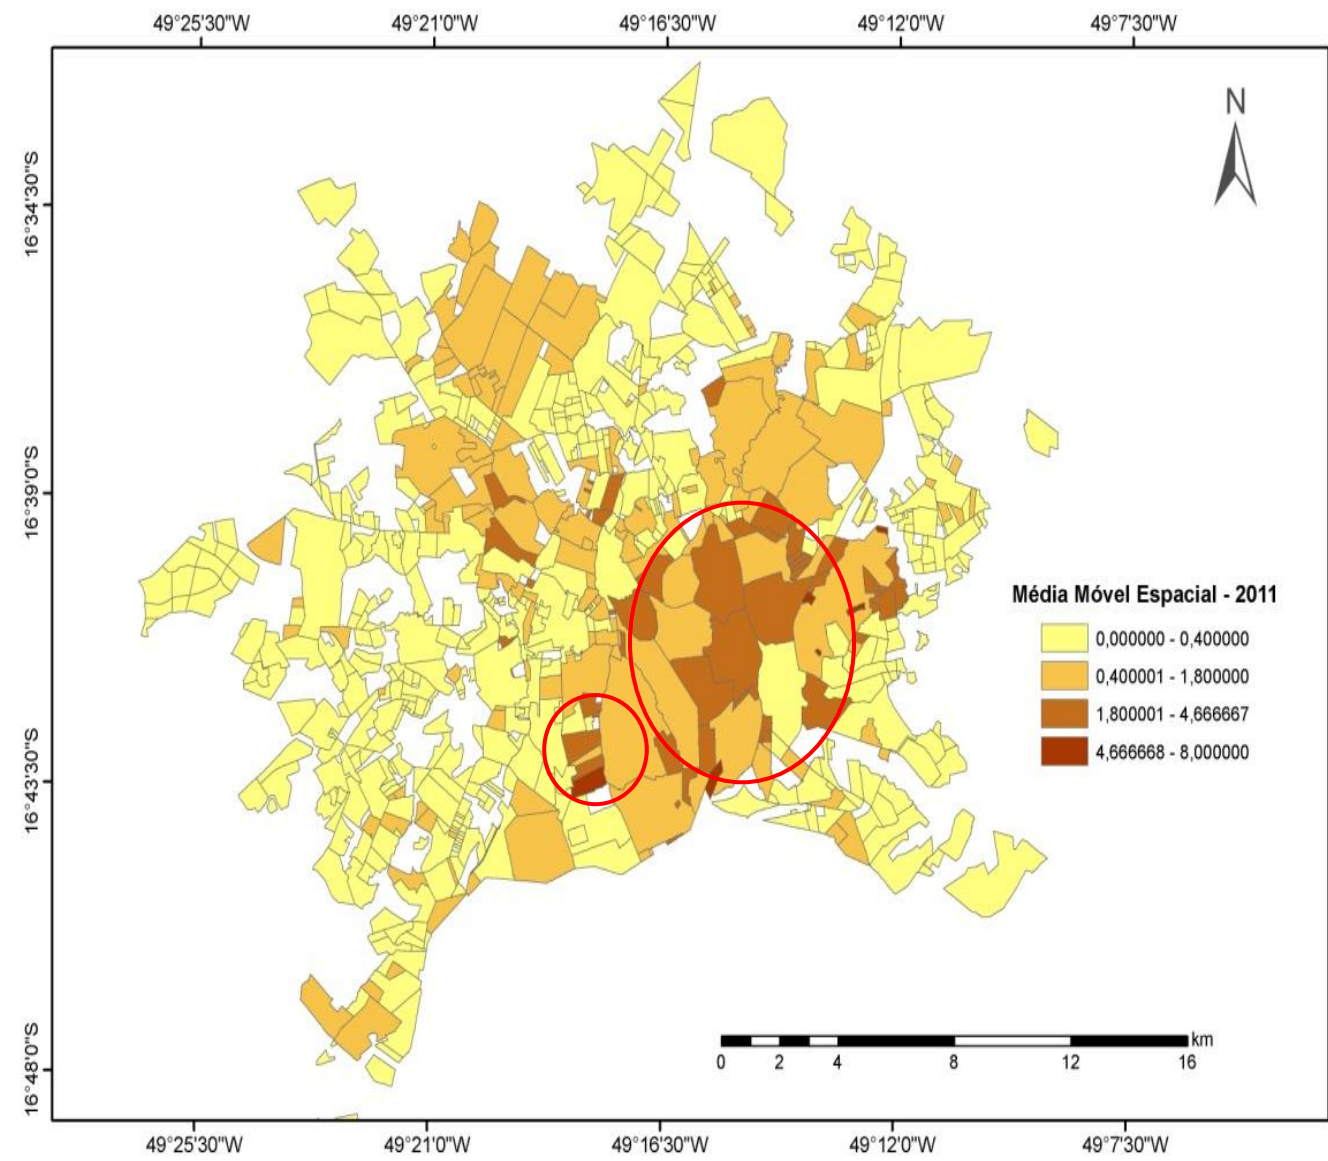 49°25'30"W 49°21'0"W 49°16'30"W 49°12'0"W 49°7'30"W
N
16°34'30"S
16°39'0"S
Média Móvel Espacial - 2011
0,000000 - 0,400000
0,400001 - 1,800000
1,800001 - 4,666667
4,666668 - 8,000000
16°43'30"S
km
0 2 4 8 12 16
16°48'0"S
49°25'30"W 49°21'0"W 49°16'30"W 49°12'0"W 49°7'30"W